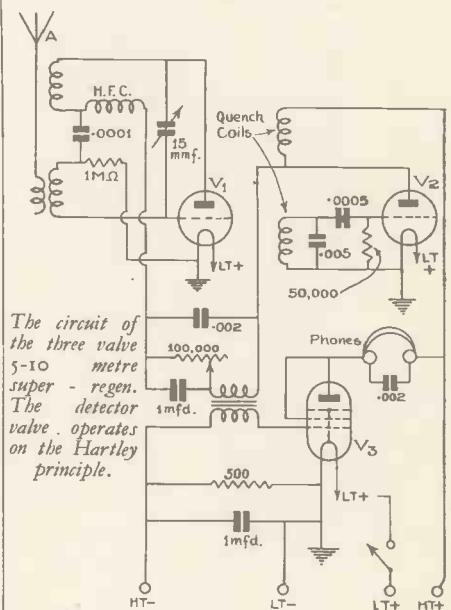 A
H.F.C.
.0001
15
mmf.
1MΩ
V1
Quench
Coils
V2
.0005
.005
LT+
LT
+
50,000
The circuit of
the three valve
5-10 metre
super - regen.
The detector
valve operates
on the Hartley
principle.
.002
100,000
1mfd.
Phones
.002
V3
LT+
500
1mfd.
HT-
LT-
LT+
HT+